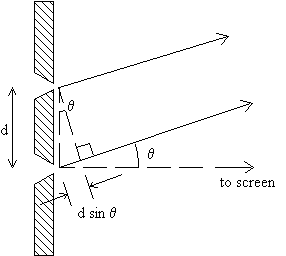 θ
d
θ
to screen
d sin θ